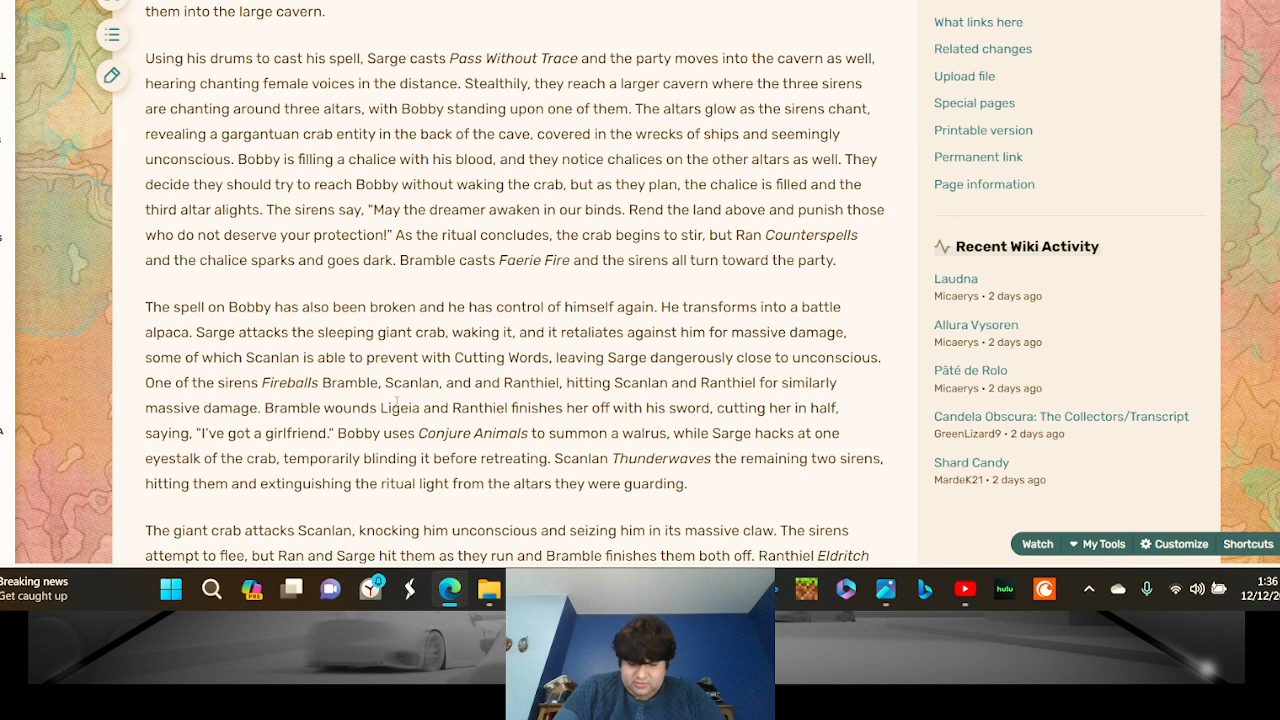 them into the large cavern.
Using his drums to cast his spell, Sarge casts Pass Without Trace and the party moves into the cavern as well,
hearing chanting female voices in the distance. Stealthily, they reach a larger cavern where the three sirens
are chanting around three altars, with Bobby standing upon one of them. The altars glow as the sirens chant,
revealing a gargantuan crab entity in the back of the cave, covered in the wrecks of ships and seemingly
unconscious. Bobby is filling a chalice with his blood, and they notice chalices on the other altars as well. They
decide they should try to reach Bobby without waking the crab, but as they plan, the chalice is filled and the
third altar alights. The sirens say, "May the dreamer awaken in our binds. Rend the land above and punish those
who do not deserve your protection!" As the ritual concludes, the crab begins to stir, but Ran Counterspells
and the chalice sparks and goes dark. Bramble casts Faerie Fire and the sirens all turn toward the party.
The spell on Bobby has also been broken and he has control of himself again. He transforms into a battle
alpaca. Sarge attacks the sleeping giant crab, waking it, and it retaliates against him for massive damage,
some of which Scanlan is able to prevent with Cutting Words, leaving Sarge dangerously close to unconscious.
One of the sirens Fireballs Bramble, Scanlan, and and Ranthiel, hitting Scanlan and Ranthiel for similarly
massive damage. Bramble wounds Ligeia and Ranthiel finishes her off with his sword, cutting her in half,
saying, "I've got a girlfriend." Bobby uses Conjure Animals to summon a walrus, while Sarge hacks at one
eyestalk of the crab, temporarily blinding it before retreating. Scanlan Thunderwaves the remaining two sirens,
hitting them and extinguishing the ritual light from the altars they were guarding.
The giant crab attacks Scanlan, knocking him unconscious and seizing him in its massive claw. The sirens
attempt to flee, but Ran and Sarge hit them as they run and Bramble finishes them both off. Ranthiel Eldritch
What links here
Related changes
Upload file
Special pages
Printable version
Permanent link
Page information
Recent Wiki Activity
Laudna
Micaerys • 2 days ago
Allura Vysoren
Micaerys • 2 days ago
Pâté de Rolo
Micaerys • 2 days ago
Candela Obscura: The Collectors/Transcript
GreenLizard9 • 2 days ago
Shard Candy
MardeK21 • 2 days ago
Watch My Tools Customize Shortcuts
Breaking news
Get caught up
PRE
hulu
1:36
12/12/2